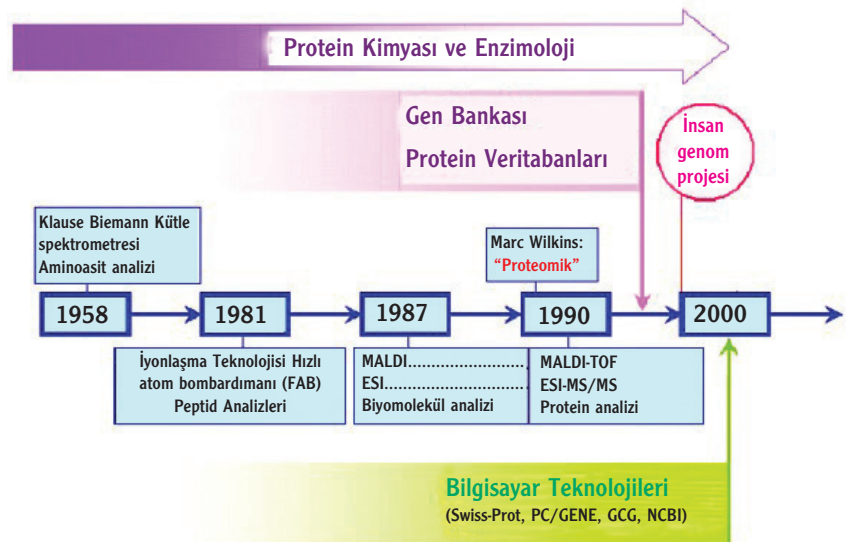 Protein Kimyası ve Enzimoloji
Gen Bankası
Protein Veritabanları
İnsan
genom
projesi
Klause Biemann Kütle
spektrometresi
Aminoasit analizi
Marc Wilkins:
“Proteomik”
1958
1981
1987
1990
2000
İyonlaşma Teknolojisi Hızlı
atom bombardımanı (FAB)
Peptid Analizleri
MALDI........................
ESI.............................
Biyomolekül analizi
MALDI-TOF
ESI-MS/MS
Protein analizi
Bilgisayar Teknolojileri
(Swiss-Prot, PC/GENE, GCG, NCBI)